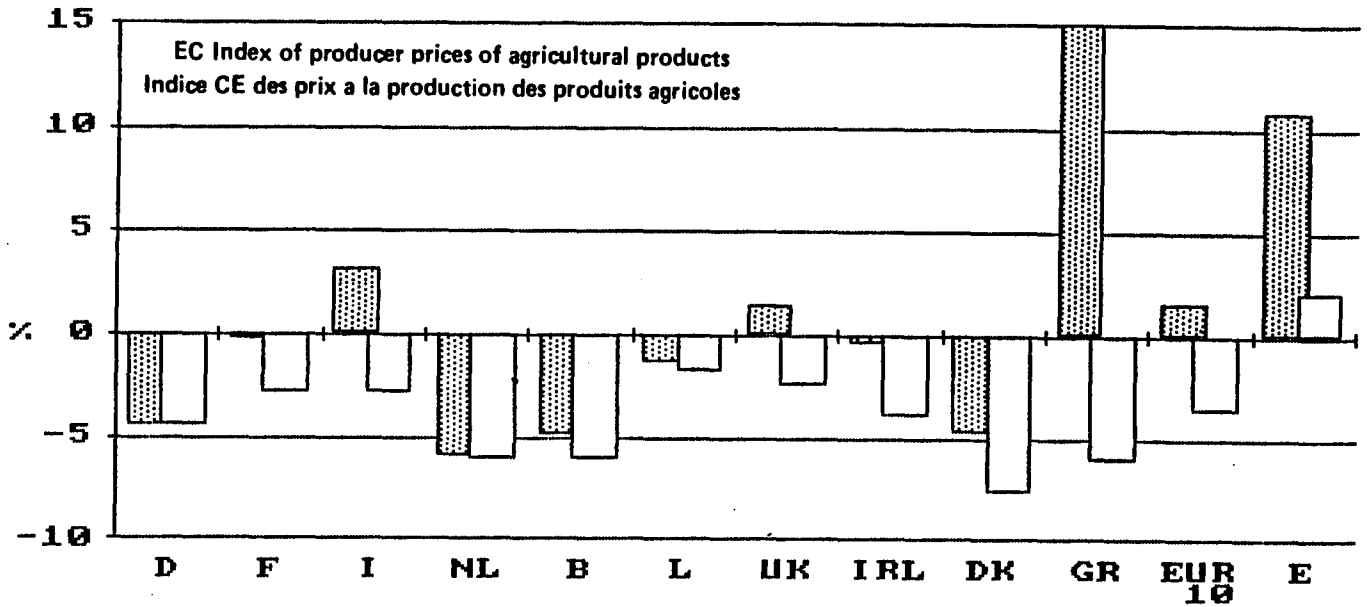 15
EC Index of producer prices of agricultural products
Indice CE des prix a la production des produits agricoles
10
5
% 0
-5
-10
D F I NL B L UK IRL DK GR EUR 10 E